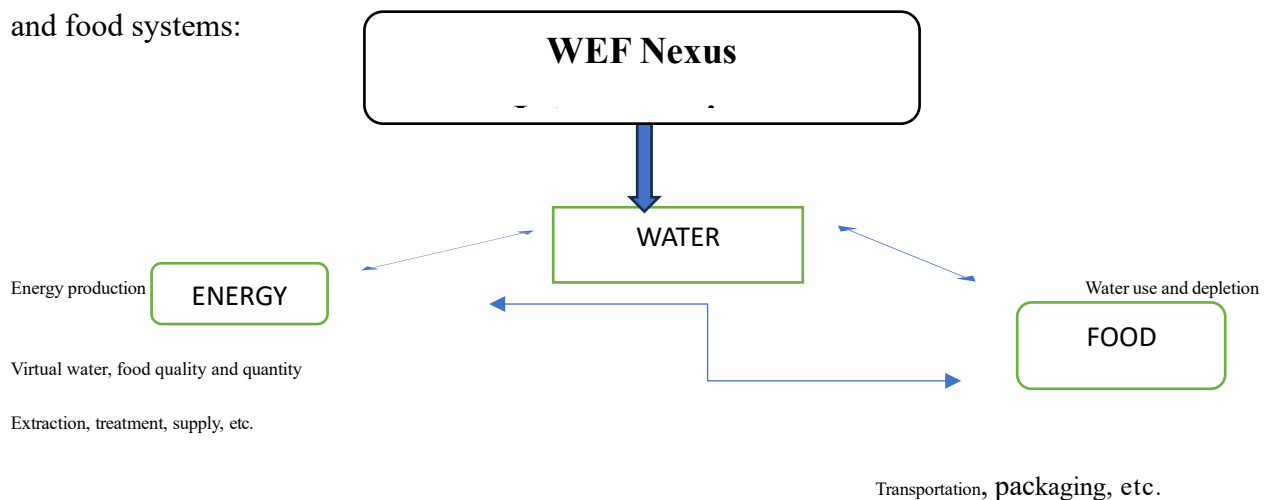 and food systems:
WEF Nexus
WATER
Energy production
ENERGY
Water use and depletion
FOOD
Virtual water, food quality and quantity
Extraction, treatment, supply, etc.
Transportation, packaging, etc.